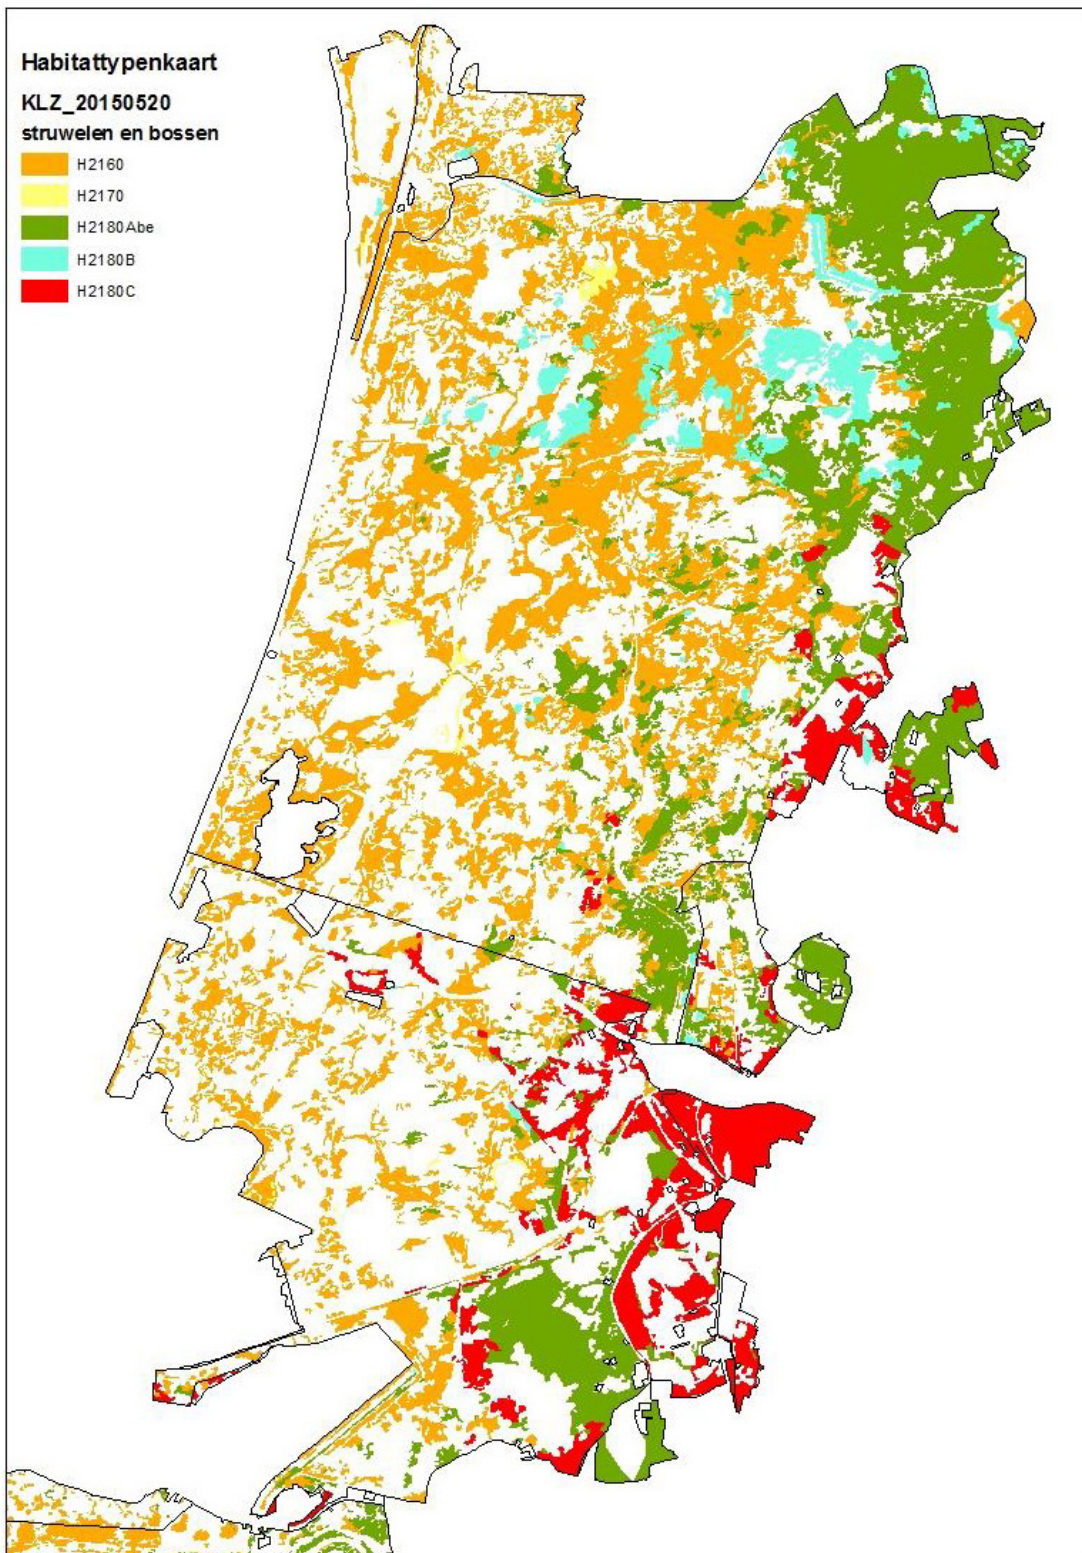 Habitattypenkaart
KLZ_20150520
struwelen en bossen
H2160
H2170
H2180Abe
H2180B
H2180C